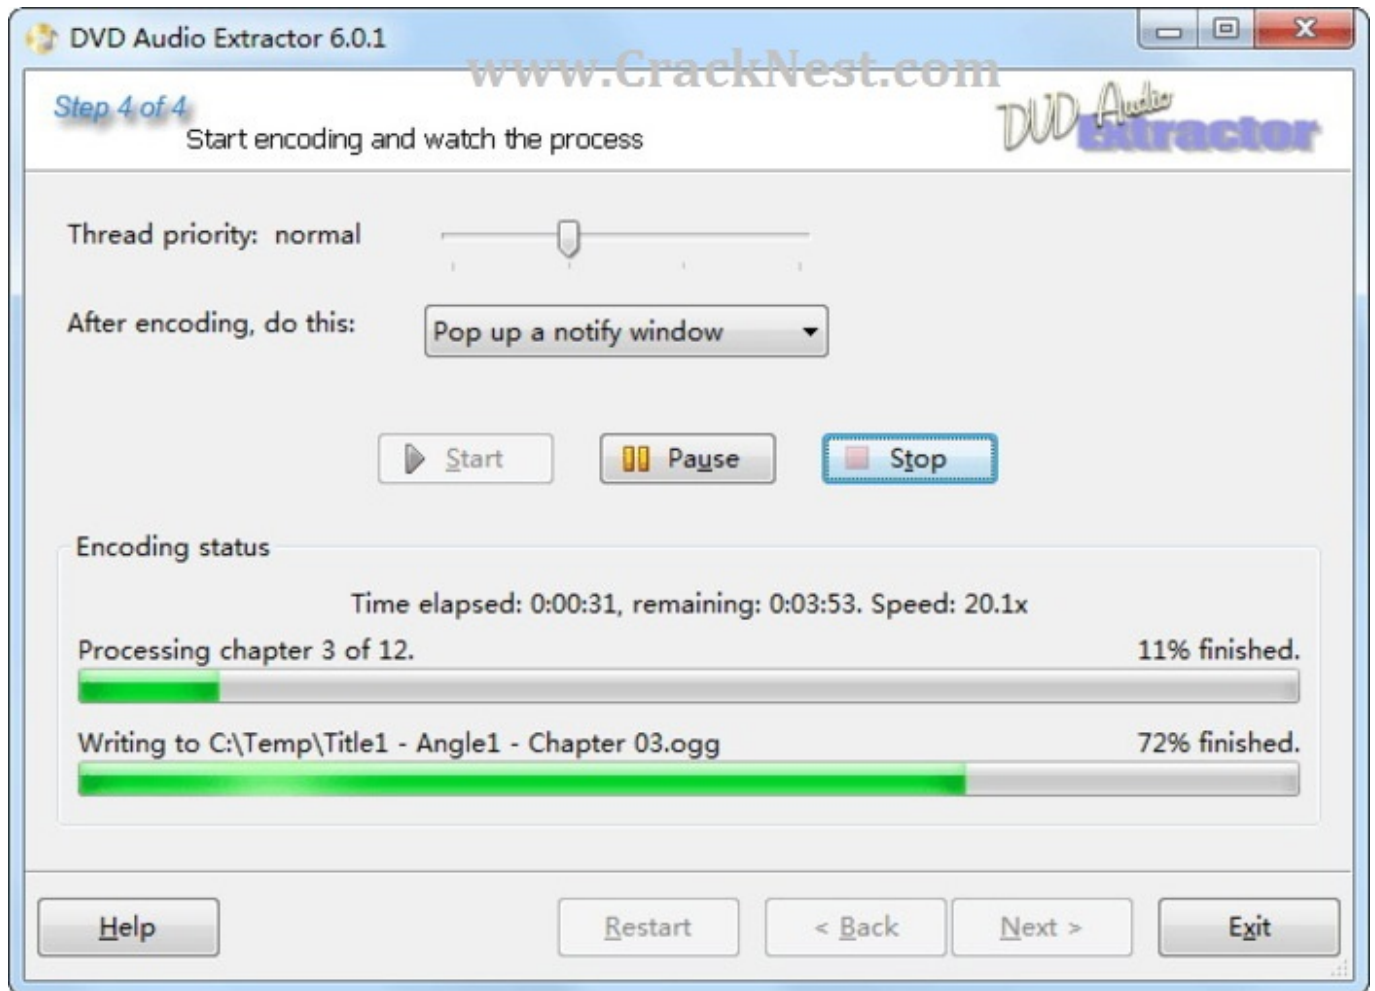 DVD Audio Extractor 6.0.1
www.CrackNest.com
Step 4 of 4
Start encoding and watch the process
DVD Audio
Extractor
Thread priority: normal
After encoding, do this: Pop up a notify window
Start Pause Stop
Encoding status
Time elapsed: 0:00:31, remaining: 0:03:53. Speed: 20.1x
Processing chapter 3 of 12. 11% finished.
Writing to C:\Temp\Title1 - Angle1 - Chapter 03.ogg 72% finished.
Help Restart < Back Next > Exit